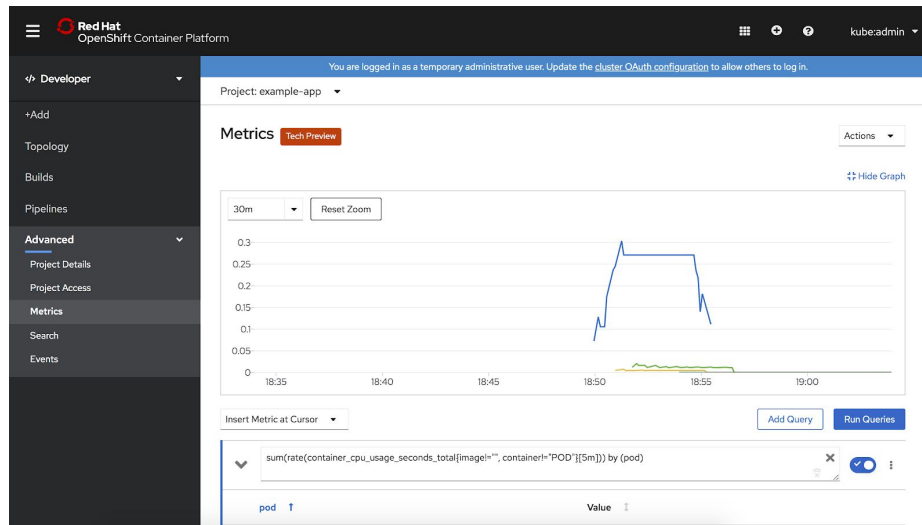 Red Hat
OpenShift Container Platform
kube:admin
Developer
You are logged in as a temporary administrative user. Update the cluster OAuth configuration to allow others to log in.
Project: example-app
+Add
Topology
Builds
Pipelines
Advanced
Project Details
Project Access
Metrics
Search
Events
Metrics
Tech Preview
Actions
Hide Graph
30m
Reset Zoom
0.3
0.25
0.2
0.15
0.1
0.05
0
18:35
18:40
18:45
18:50
18:55
19:00
Insert Metric at Cursor
Add Query
Run Queries
sum(rate(container_cpu_usage_seconds_total{image!="", container!="POD"}[5m])) by (pod)
pod
Value